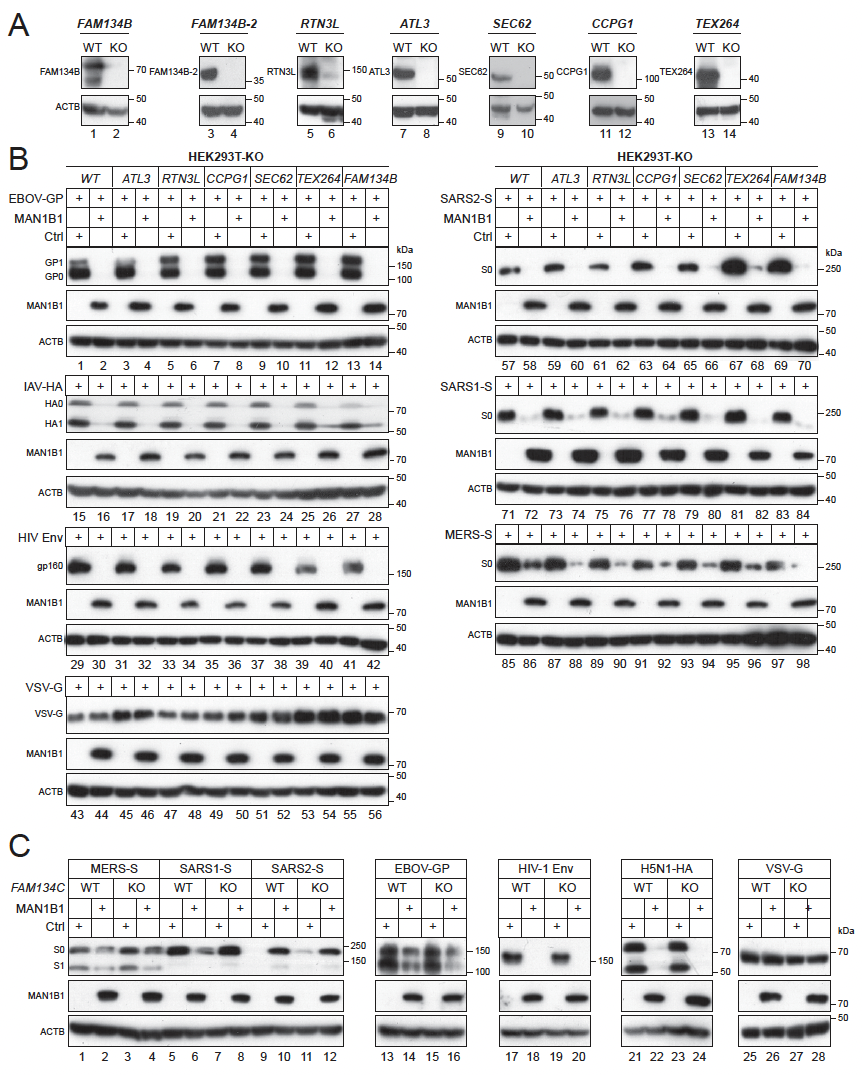 A
FAM134B FAM134B-2 RTN3L ATL3 SEC62 CCPG1 TEX264
WT KO WT KO WT KO WT KO WT KO WT KO WT KO
FAM134B 70 FAM134B-2 35 RTN3L 150 ATL3 50 SEC62 50 CCPG1 100 TEX264 40
ACTB 50 40 50 40 50 40 50 40 50 40 50 40 50 40
1 2 3 4 5 6 7 8 9 10 11 12 13 14
B
HEK293T-KO
WT ATL3 RTN3L CCPG1 SEC62 TEX264 FAM134B
EBOV-GP + + + + + + + + + + + + + +
MAN1B1 + + + + + + +
Ctrl + + + + + + +
kDa
GP1 150
GP0 100
MAN1B1 70
ACTB 50 40
1 2 3 4 5 6 7 8 9 10 11 12 13 14
IAV-HA + + + + + + + + + + + + + +
HA0 70
HA1 50
MAN1B1 70
ACTB 50 40
15 16 17 18 19 20 21 22 23 24 25 26 27 28
HIV Env + + + + + + + + + + + + + +
gp160 150
MAN1B1 70
ACTB 50 40
29 30 31 32 33 34 35 36 37 38 39 40 41 42
VSV-G + + + + + + + + + + + + + +
VSV-G 70
MAN1B1 70
ACTB 50 40
43 44 45 46 47 48 49 50 51 52 53 54 55 56
HEK293T-KO
WT ATL3 RTN3L CCPG1 SEC62 TEX264 FAM134B
SARS2-S + + + + + + + + + + + + + +
MAN1B1 + + + + + + +
Ctrl + + + + + + +
kDa
S0 250
MAN1B1 70
ACTB 50 40
57 58 59 60 61 62 63 64 65 66 67 68 69 70
SARS1-S + + + + + + + + + + + + + +
S0 250
MAN1B1 70
ACTB 50 40
71 72 73 74 75 76 77 78 79 80 81 82 83 84
MERS-S + + + + + + + + + + + + + +
S0 250
MAN1B1 70
ACTB 50 40
85 86 87 88 89 90 91 92 93 94 95 96 97 98
C
MERS-S SARS1-S SARS2-S EBOV-GP HIV-1 Env H5N1-HA VSV-G
FAM134C WT KO WT KO WT KO WT KO WT KO WT KO WT KO
MAN1B1 + + + + + + + + + + + + + +
Ctrl + + + + + + + + + + + + + +
kDa
S0 250 150 150 70 70
S1 150 100 50
MAN1B1 70
ACTB 50 40
1 2 3 4 5 6 7 8 9 10 11 12 13 14 15 16 17 18 19 20 21 22 23 24 25 26 27 28